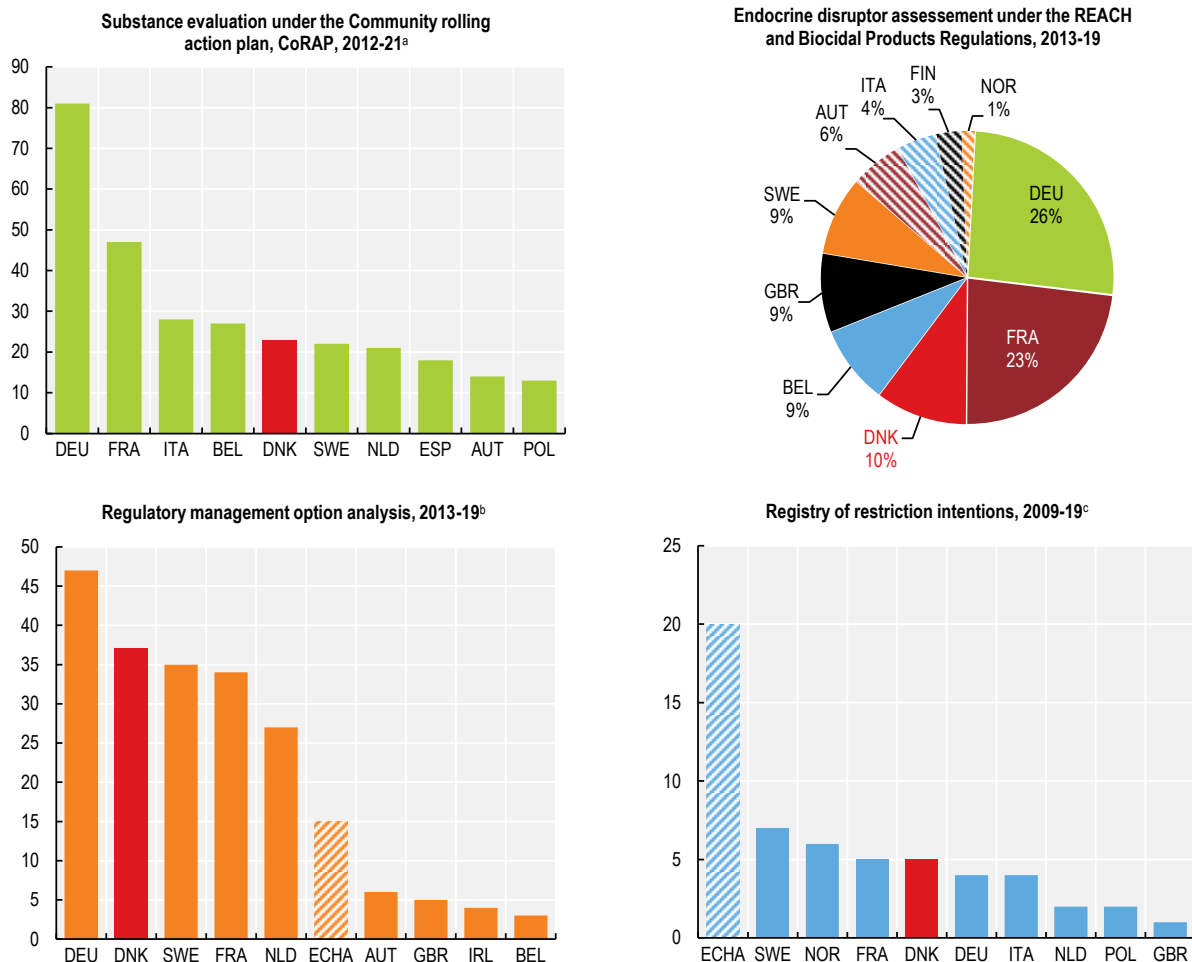 Substance evaluation under the Community rolling
action plan, CoRAP, 2012-21ᵃ
90
80
70
60
50
40
30
20
10
0
DEU FRA ITA BEL DNK SWE NLD ESP AUT POL
Endocrine disruptor assessement under the REACH
and Biocidal Products Regulations, 2013-19
DEU
26%
FRA
23%
DNK
10%
BEL
9%
GBR
9%
SWE
9%
AUT
6%
ITA
4%
FIN
3%
NOR
1%
Regulatory management option analysis, 2013-19ᵇ
50
45
40
35
30
25
20
15
10
5
0
DEU DNK SWE FRA NLD ECHA AUT GBR IRL BEL
Registry of restriction intentions, 2009-19ᶜ
25
20
15
10
5
0
ECHA SWE NOR FRA DNK DEU ITA NLD POL GBR